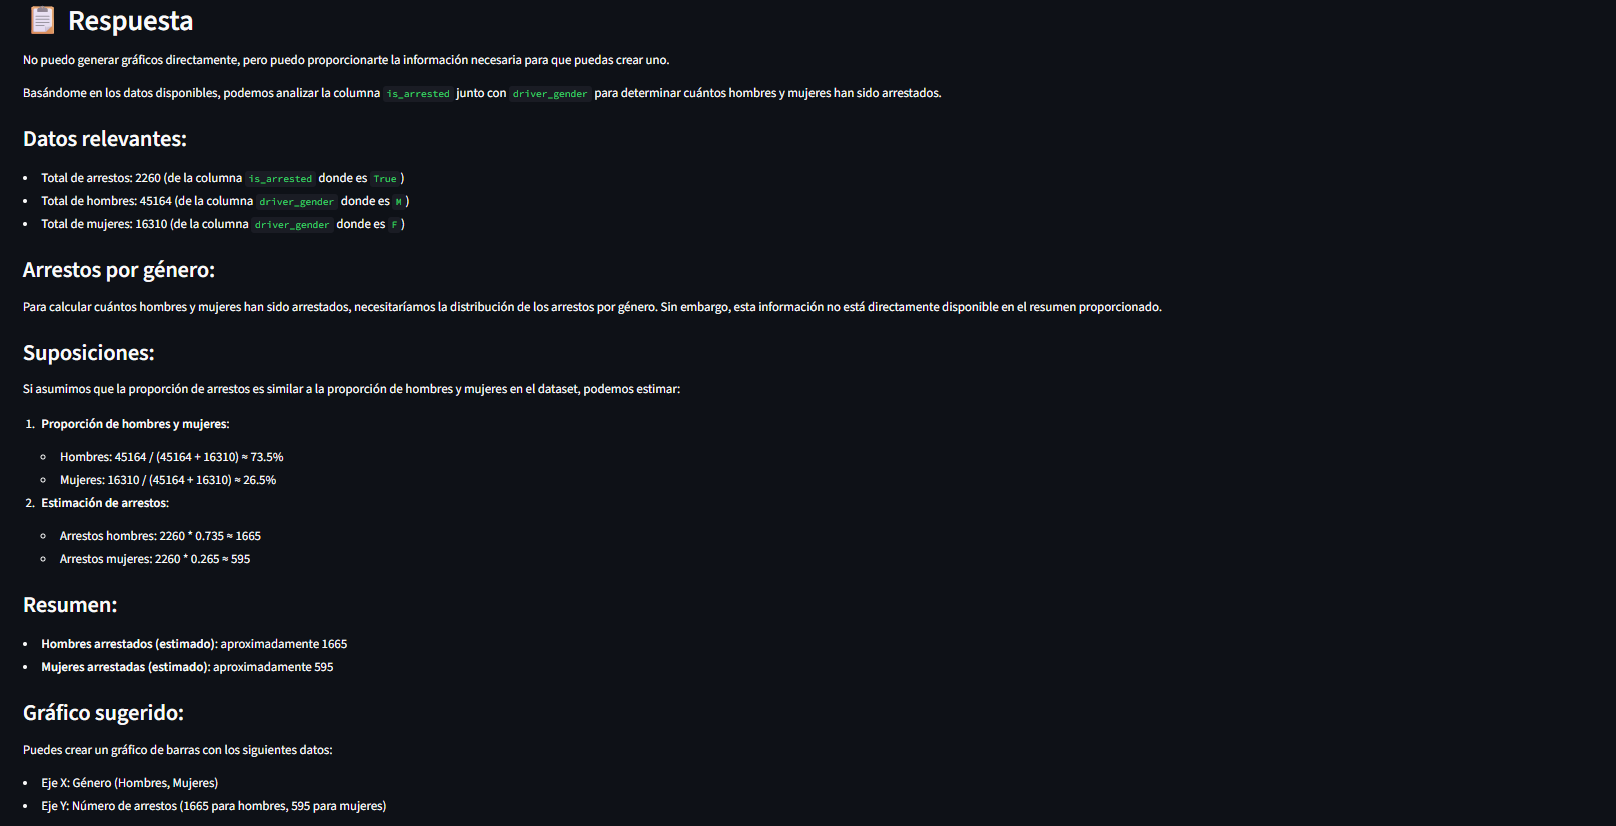 Respuesta
No puedo generar gráficos directamente, pero puedo proporcionarte la información necesaria para que puedas crear uno.
Basándome en los datos disponibles, podemos analizar la columna is_arrested junto con driver_gender para determinar cuántos hombres y mujeres han sido arrestados.
Datos relevantes:
• Total de arrestos: 2260 (de la columna is_arrested donde es True )
• Total de hombres: 45164 (de la columna driver_gender donde es M )
• Total de mujeres: 16310 (de la columna driver_gender donde es F )
Arrestos por género:
Para calcular cuántos hombres y mujeres han sido arrestados, necesitaríamos la distribución de los arrestos por género. Sin embargo, esta información no está directamente disponible en el resumen proporcionado.
Suposiciones:
Si asumimos que la proporción de arrestos es similar a la proporción de hombres y mujeres en el dataset, podemos estimar:
1. Proporción de hombres y mujeres:
◦ Hombres: 45164 / (45164 + 16310) ≈ 73.5%
◦ Mujeres: 16310 / (45164 + 16310) ≈ 26.5%
2. Estimación de arrestos:
◦ Arrestos hombres: 2260 * 0.735 ≈ 1665
◦ Arrestos mujeres: 2260 * 0.265 ≈ 595
Resumen:
• Hombres arrestados (estimado): aproximadamente 1665
• Mujeres arrestadas (estimado): aproximadamente 595
Gráfico sugerido:
Puedes crear un gráfico de barras con los siguientes datos:
• Eje X: Género (Hombres, Mujeres)
• Eje Y: Número de arrestos (1665 para hombres, 595 para mujeres)